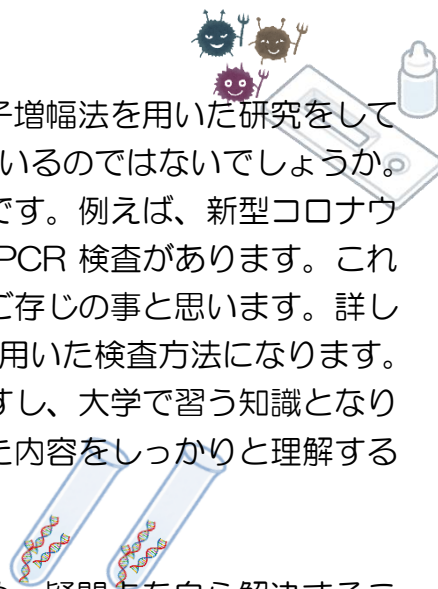 子増幅法を用いた研究をして
いるのではないでしょうか。
です。例えば、新型コロナウ
PCR 検査があります。これ
ご存じの事と思います。詳し
用いた検査方法になります。
すし、大学で習う知識となり
た内容をしっかりと理解する
疑問点を自ら解決するこ